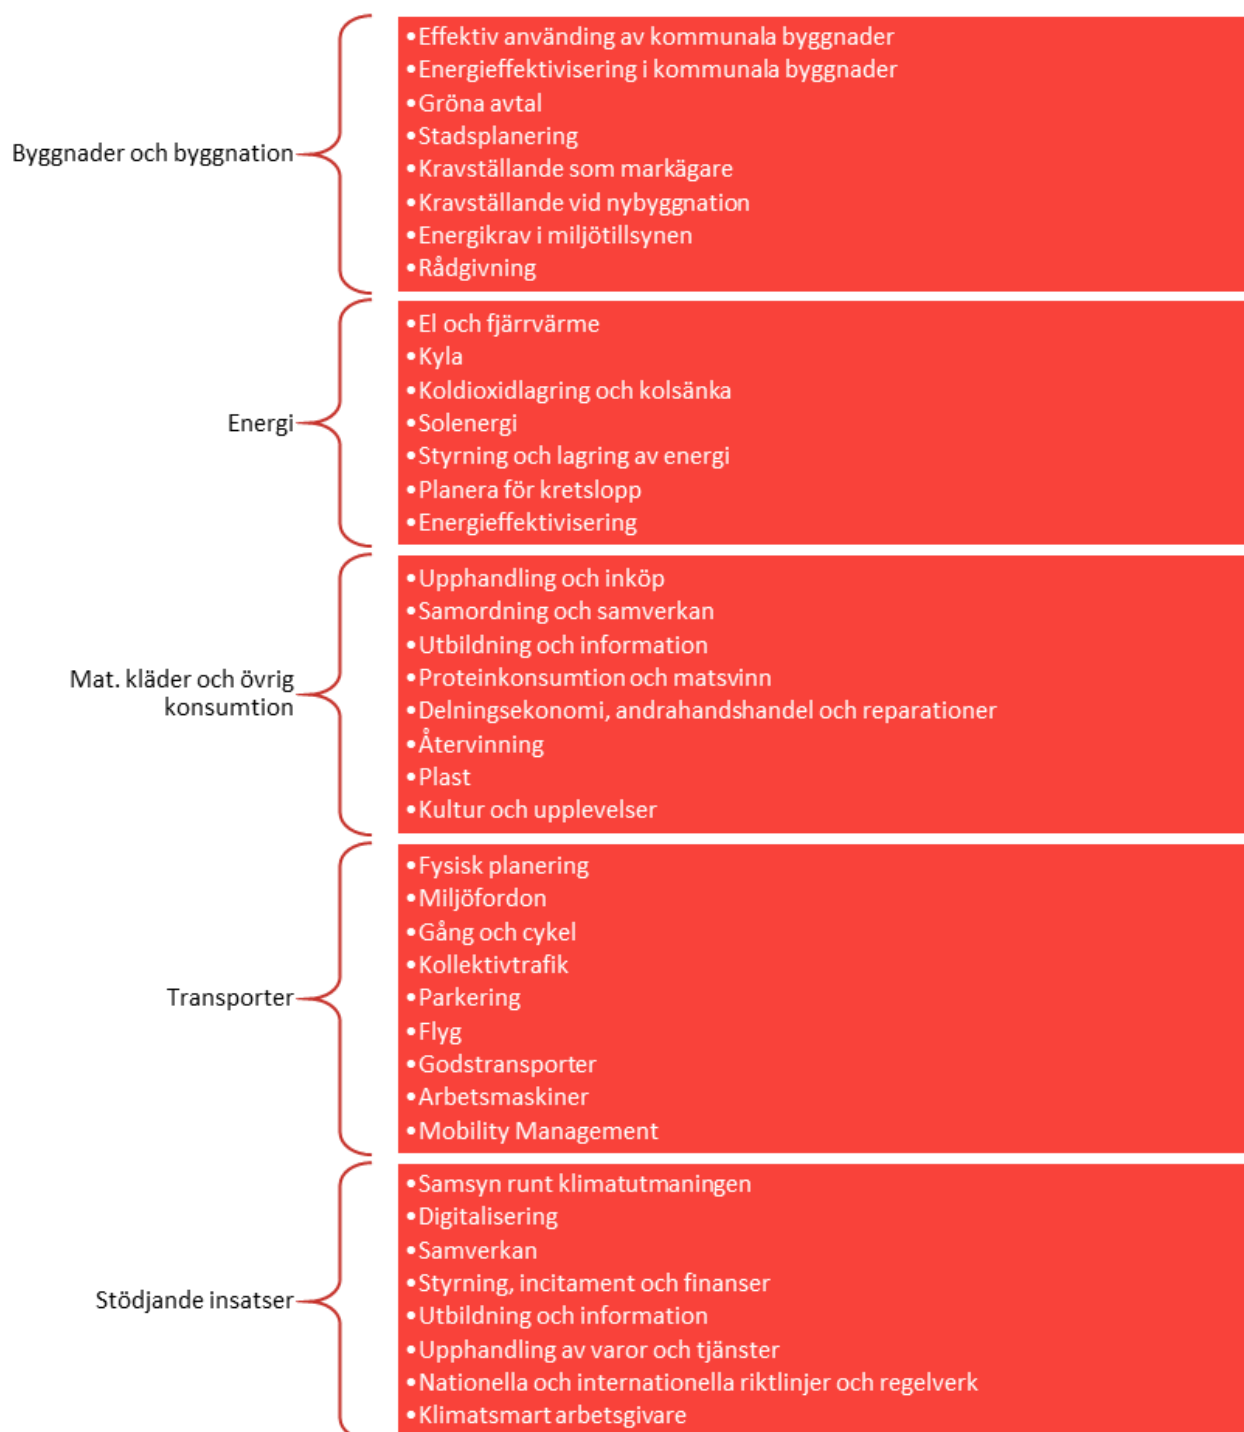 Byggnader och byggnation
•Effektiv använding av kommunala byggnader
•Energieffektivisering i kommunala byggnader
•Gröna avtal
•Stadsplanering
•Kravställande som markägare
•Kravställande vid nybyggnation
•Energikrav i miljötillsynen
•Rådgivning
Energi
•El och fjärrvärme
•Kyla
•Koldioxidlagring och kolsänka
•Solenergi
•Styrning och lagring av energi
•Planera för kretslopp
•Energieffektivisering
Mat. kläder och övrig
konsumtion
•Upphandling och inköp
•Samordning och samverkan
•Utbildning och information
•Proteinkonsumtion och matsvinn
•Delningsekonomi, andrahandshandel och reparationer
•Återvinning
•Plast
•Kultur och upplevelser
Transporter
•Fysisk planering
•Miljöfordon
•Gång och cykel
•Kollektivtrafik
•Parkering
•Flyg
•Godstransporter
•Arbetsmaskiner
•Mobility Management
Stödjande insatser
•Samsyn runt klimatutmaningen
•Digitalisering
•Samverkan
•Styrning, incitament och finanser
•Utbildning och information
•Upphandling av varor och tjänster
•Nationella och internationella riktlinjer och regelverk
•Klimatsmart arbetsgivare